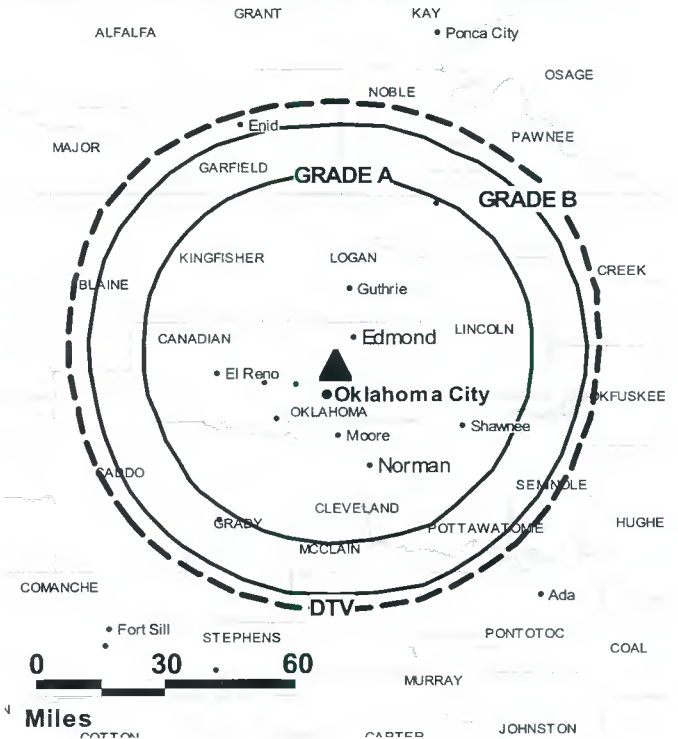 GRANT
KAY
ALFALFA
Ponca City
OSAGE
NOBLE
Enid
PAWNEE
MAJOR
GARFIELD
GRADE A
GRADE B
KINGFISHER
LOGAN
CREEK
BLAINE
Guthrie
LINCOLN
CANADIAN
Edmond
El Reno
Oklahoma City
OKFUSKEE
OKLAHOMA
Shawnee
Moore
Norman
CADDO
SEMINOLE
CLEVELAND
GRADY
POTTAWATOMIE
HUGHE
MCCLAIN
COMANCHE
Ada
DTV
Fort Sill
STEPHENS
PONTOTOC
COAL
0 30 60
MURRAY
Miles
COTTON
CARTER
JOHNSTON